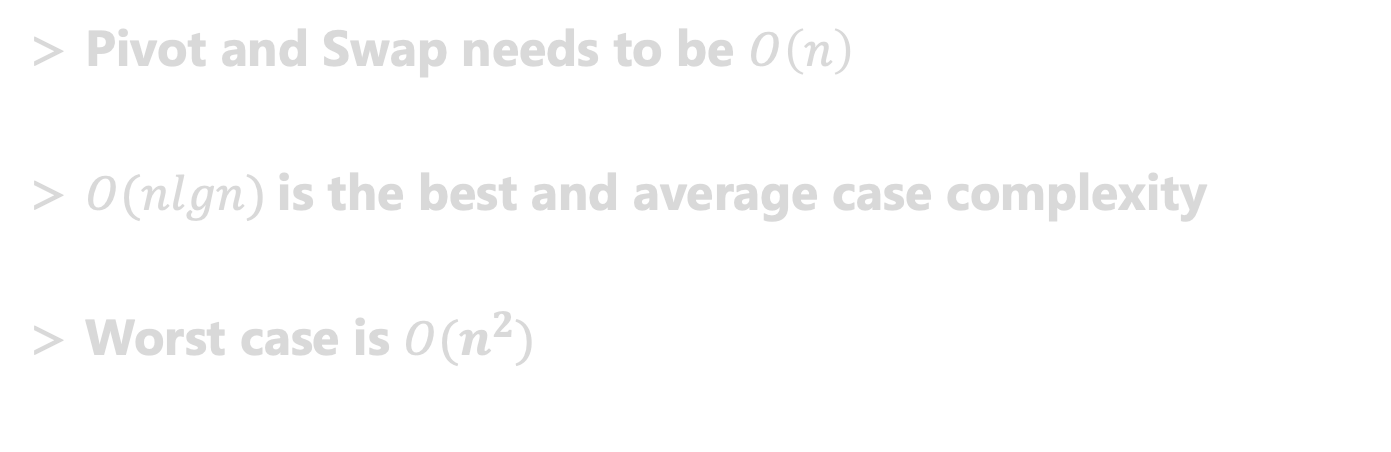 > Pivot and Swap needs to be O(n)
> O(nlgn) is the best and average case complexity
> Worst case is O(n²)